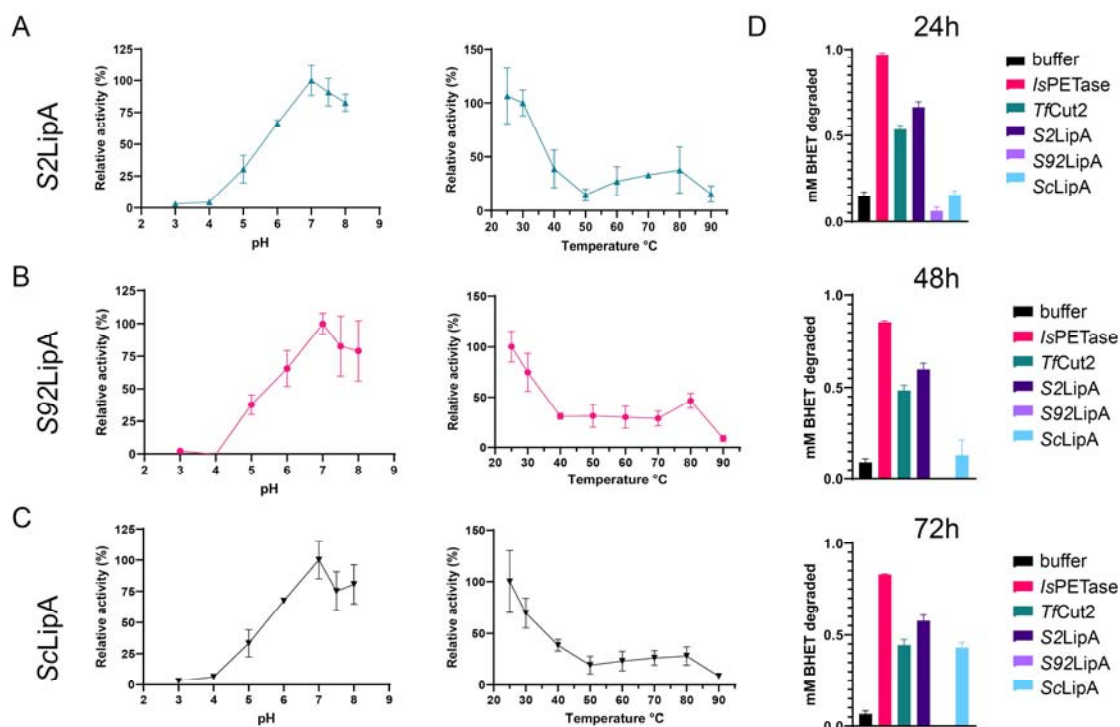 A
S2LipA
Relative activity (%)
125
100
75
50
25
0
2 3 4 5 6 7 8 9
pH
Relative activity (%)
150
100
50
0
20 30 40 50 60 70 80 90
Temperature °C
B
S92LipA
Relative activity (%)
125
100
75
50
25
0
2 3 4 5 6 7 8 9
pH
Relative activity (%)
150
100
50
0
20 30 40 50 60 70 80 90
Temperature °C
C
ScLipA
Relative activity (%)
125
100
75
50
25
0
2 3 4 5 6 7 8 9
pH
Relative activity (%)
150
100
50
0
20 30 40 50 60 70 80 90
Temperature °C
D
24h
mM BHET degraded
1.0
0.5
0.0
buffer
IsPETase
TfCut2
S2LipA
S92LipA
ScLipA
48h
mM BHET degraded
1.0
0.5
0.0
buffer
IsPETase
TfCut2
S2LipA
S92LipA
ScLipA
72h
mM BHET degraded
1.0
0.5
0.0
buffer
IsPETase
TfCut2
S2LipA
S92LipA
ScLipA